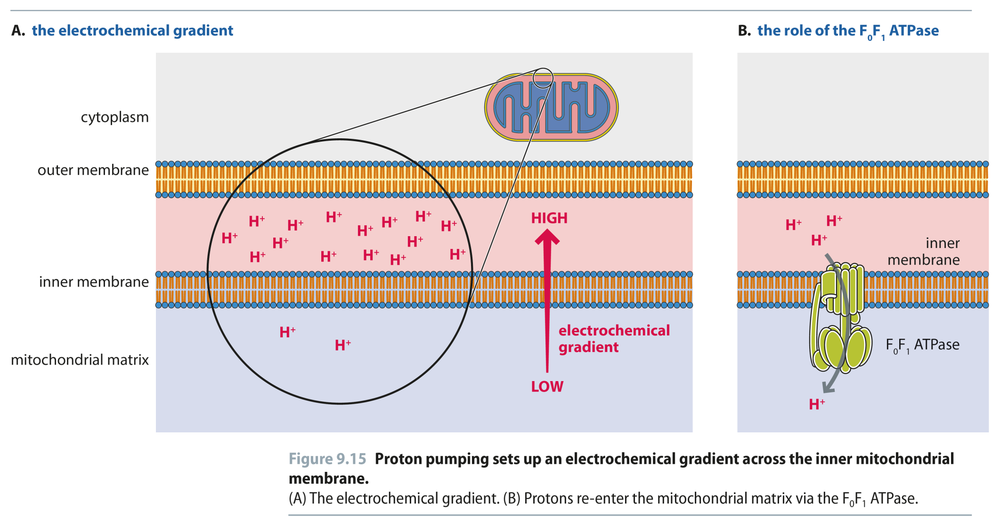 A. the electrochemical gradient
cytoplasm
outer membrane
H⁺ H⁺ H⁺ H⁺ H⁺ H⁺ H⁺
H⁺ H⁺ H⁺
H⁺ H⁺ H⁺ H⁺ H⁺
HIGH
inner membrane
H⁺
H⁺
electrochemical
gradient
mitochondrial matrix
LOW
B. the role of the F₀F₁ ATPase
H⁺ H⁺
H⁺
inner
membrane
F₀F₁ ATPase
H⁺
Figure 9.15 Proton pumping sets up an electrochemical gradient across the inner mitochondrial
membrane.
(A) The electrochemical gradient. (B) Protons re-enter the mitochondrial matrix via the F₀F₁ ATPase.